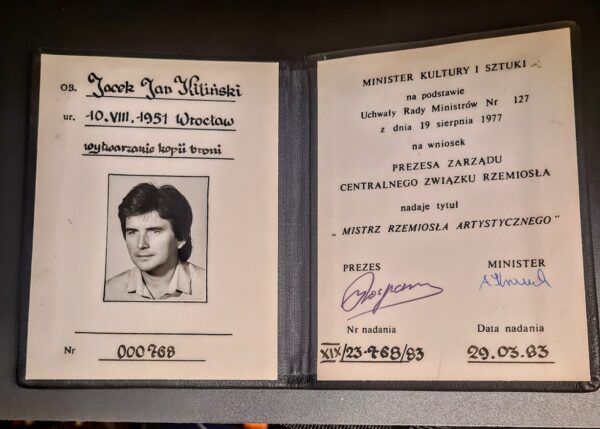 OB. Jacek Jan Kiliński
ur. 10.VIII.1951 Wrocław
wytwarzanie kopii broni
Nr 000768
MINISTER KULTURY I SZTUKI
na podstawie
Uchwały Rady Ministrów Nr 127
z dnia 19 sierpnia 1977
na wniosek
PREZESA ZARZĄDU
CENTRALNEGO ZWIĄZKU RZEMIOSŁA
nadaje tytuł
„ MISTRZ RZEMIOSŁA ARTYSTYCZNEGO ”
PREZES MINISTER
Nr nadania Data nadania
XIX/23-768/83 29.03.83